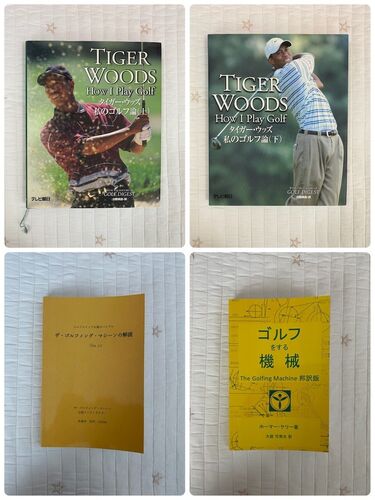 TIGER
WOODS
How I Play Golf
タイガー・ウッズ
私のゴルフ論(上)
GOLF DIGEST
テレビ朝日
TIGER
WOODS
How I Play Golf
タイガー・ウッズ
私のゴルフ論(下)
GOLF DIGEST
テレビ朝日
ザ・ゴルフィング・マシーンの解説
ゴルフ
をする
機械
The Golfing Machine 邦訳版
ホーマー・ケリー著